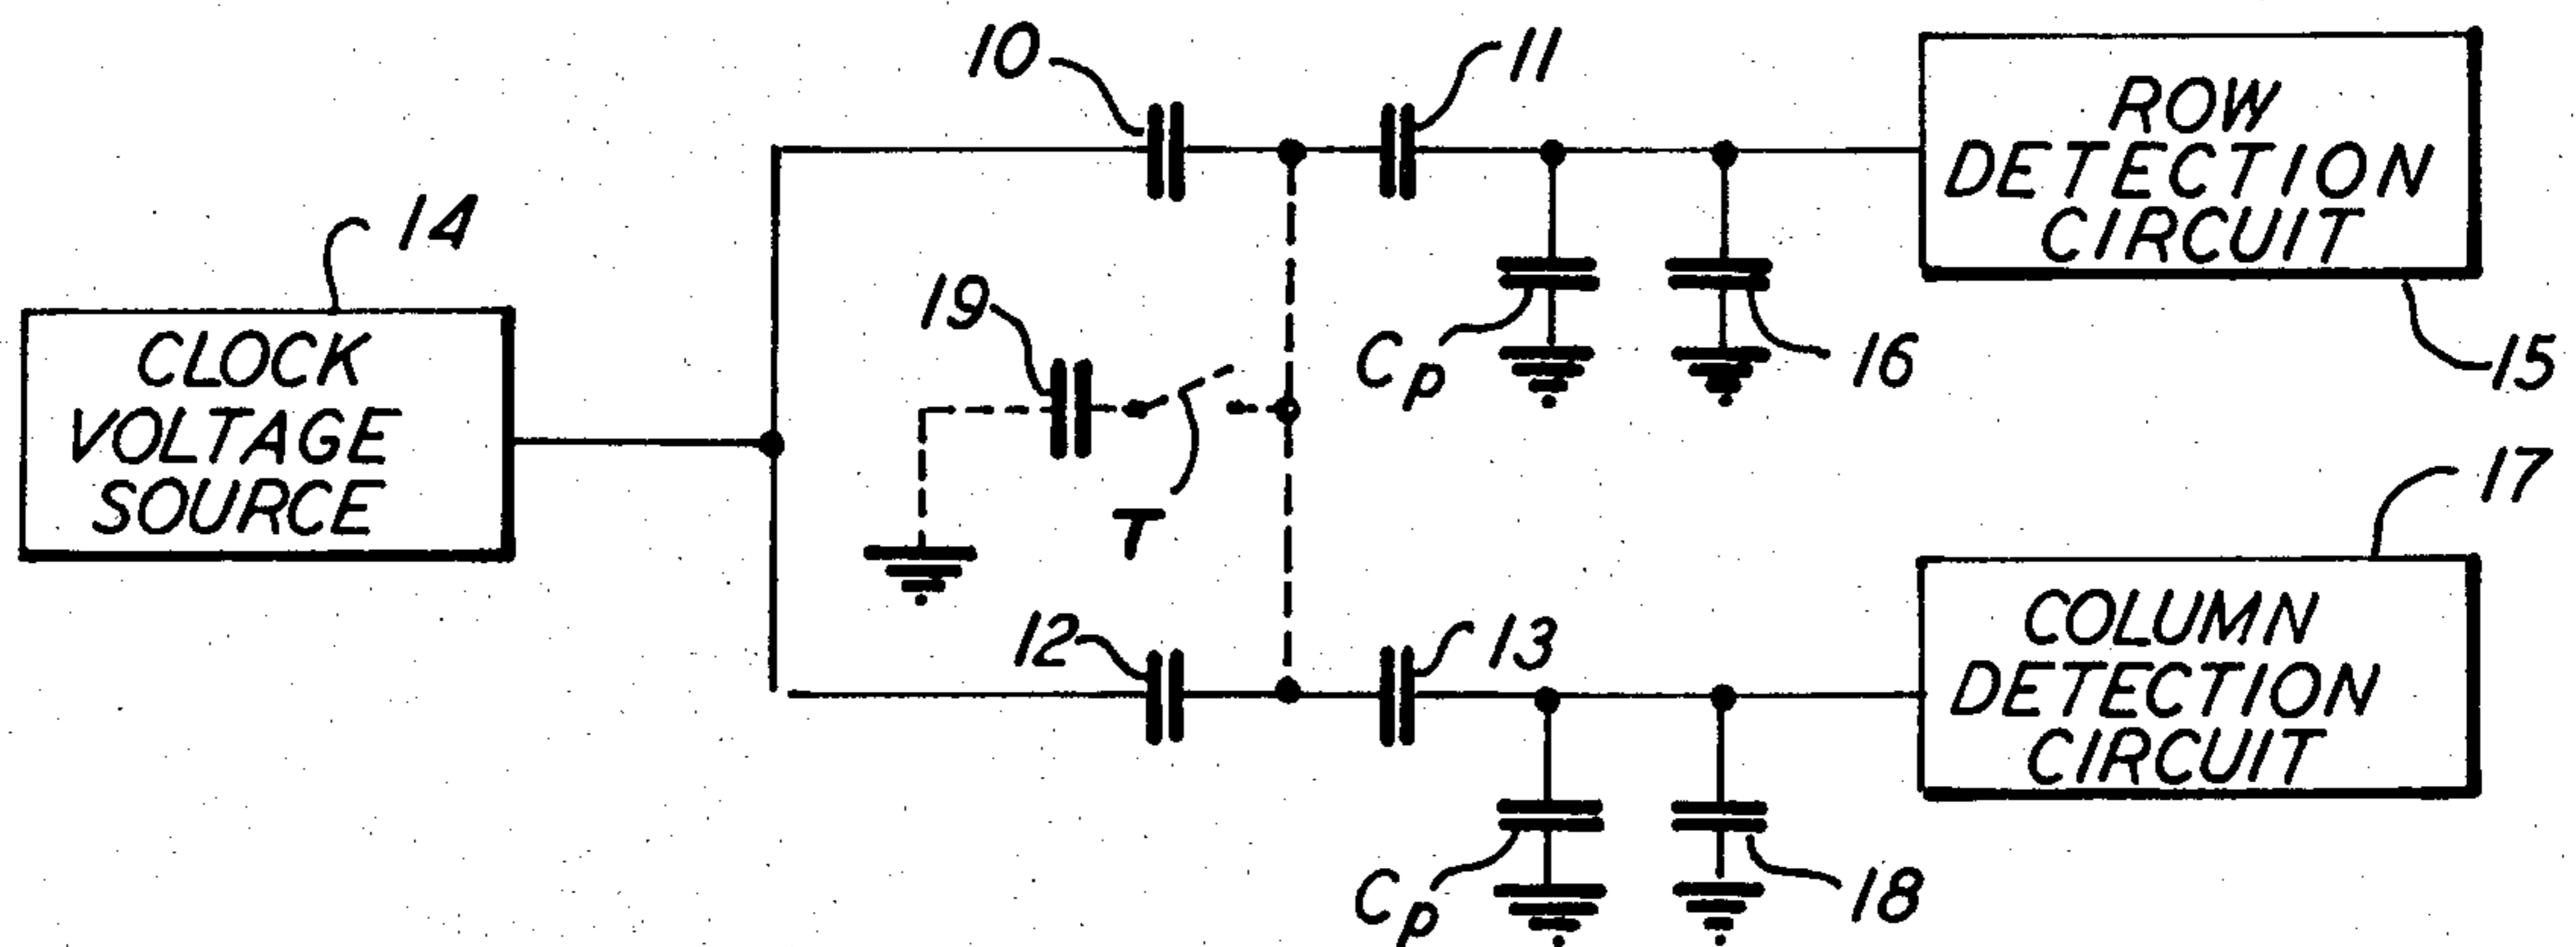 10
11
ROW
DETECTION
CIRCUIT
14
19
CLOCK
VOLTAGE
SOURCE
Cp
16
15
T
17
12
13
COLUMN
DETECTION
CIRCUIT
Cp
18